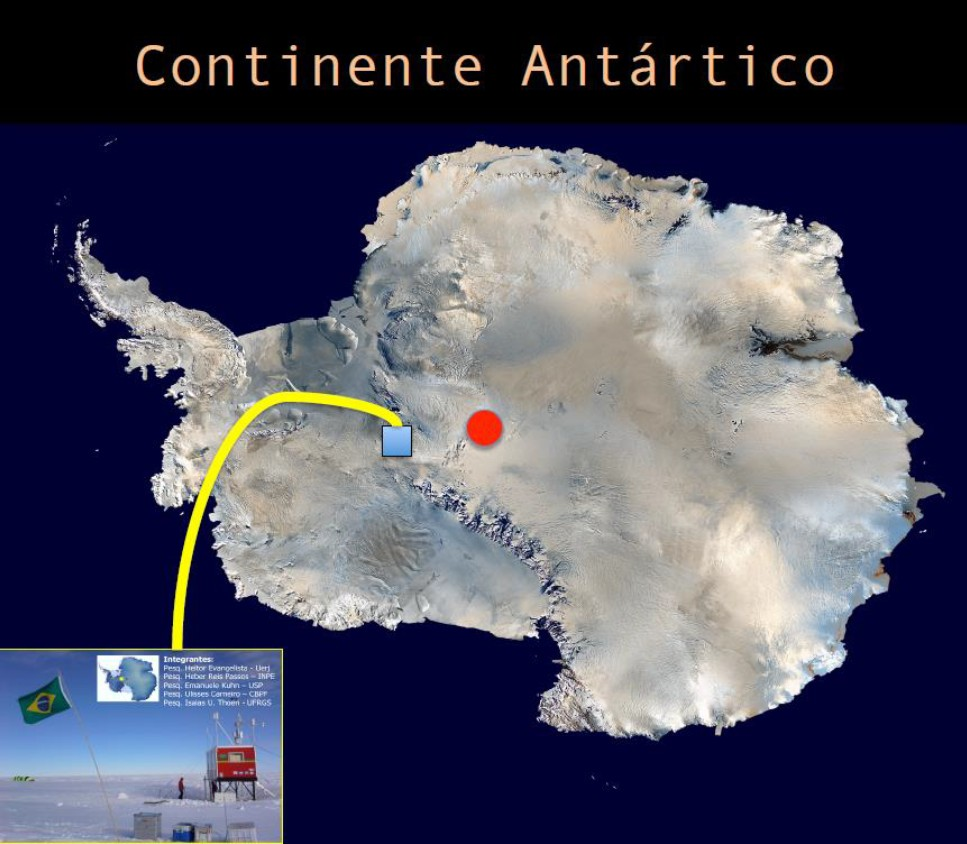 Continente Antártico
Integrantes:
Pesq. Heitor Evangelista - Uerj
Pesq. Heber Reis Passos - INPE
Pesq. Emanuele Kuhn - USP
Pesq. Ulisses Carneiro - CBPF
Pesq. Isaias U. Thoen - UFRGS